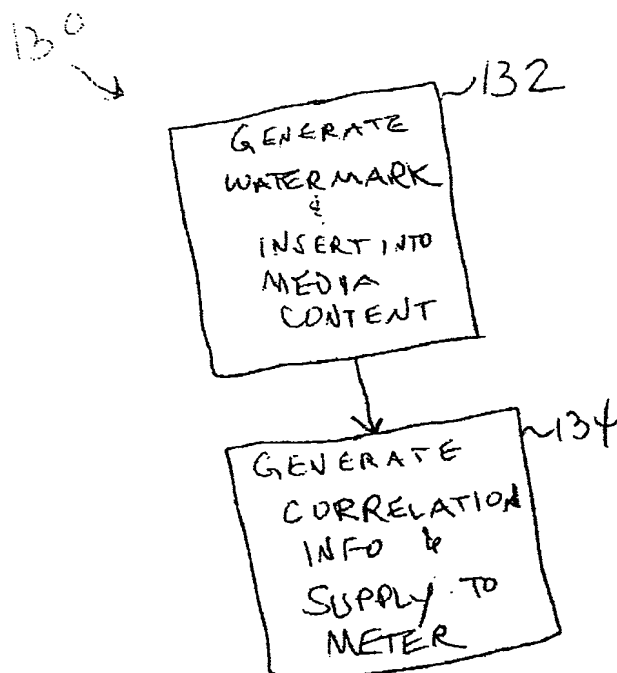 130
132
GENERATE
WATERMARK
&
INSERT INTO
MEDIA
CONTENT
134
GENERATE
CORRELATION
INFO &
SUPPLY TO
METER